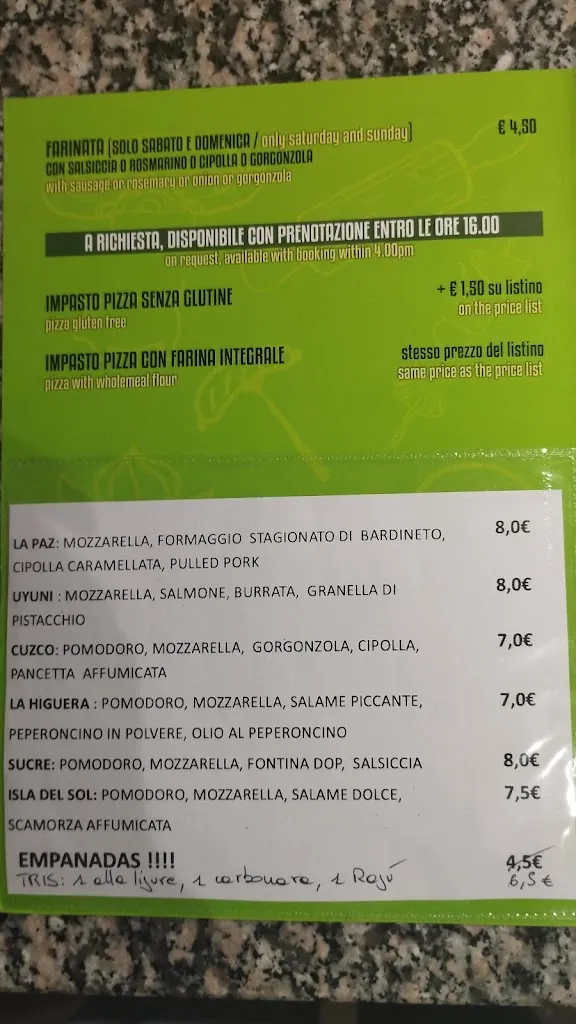 FARINATA (SOLO SABATO E DOMENICA / only saturday and sunday) € 4,50
CON SALSICCIA O ROSMARINO O CIPOLLA O GORGONZOLA
with sausage or rosemary or onion or gorgonzola
A RICHIESTA, DISPONIBILE CON PRENOTAZIONE ENTRO LE ORE 16.00
on request, available with booking within 4.00pm
IMPASTO PIZZA SENZA GLUTINE + € 1,50 su listino
pizza gluten free on the price list
IMPASTO PIZZA CON FARINA INTEGRALE stesso prezzo del listino
pizza with wholemeal flour same price as the price list
LA PAZ: MOZZARELLA, FORMAGGIO STAGIONATO DI BARDINETO, 8,0€
CIPOLLA CARAMELLATA, PULLED PORK
UYUNI : MOZZARELLA, SALMONE, BURRATA, GRANELLA DI 8,0€
PISTACCHIO
CUZCO: POMODORO, MOZZARELLA, GORGONZOLA, CIPOLLA, 7,0€
PANCETTA AFFUMICATA
LA HIGUERA : POMODORO, MOZZARELLA, SALAME PICCANTE, 7,0€
PEPERONCINO IN POLVERE, OLIO AL PEPERONCINO
SUCRE: POMODORO, MOZZARELLA, FONTINA DOP, SALSICCIA 8,0€
ISLA DEL SOL: POMODORO, MOZZARELLA, SALAME DOLCE, 7,5€
SCAMORZA AFFUMICATA
EMPANADAS !!!! 4,5€
TRIS: 1 alla ligure, 1 carbonara, 1 Ragù 6,5 €